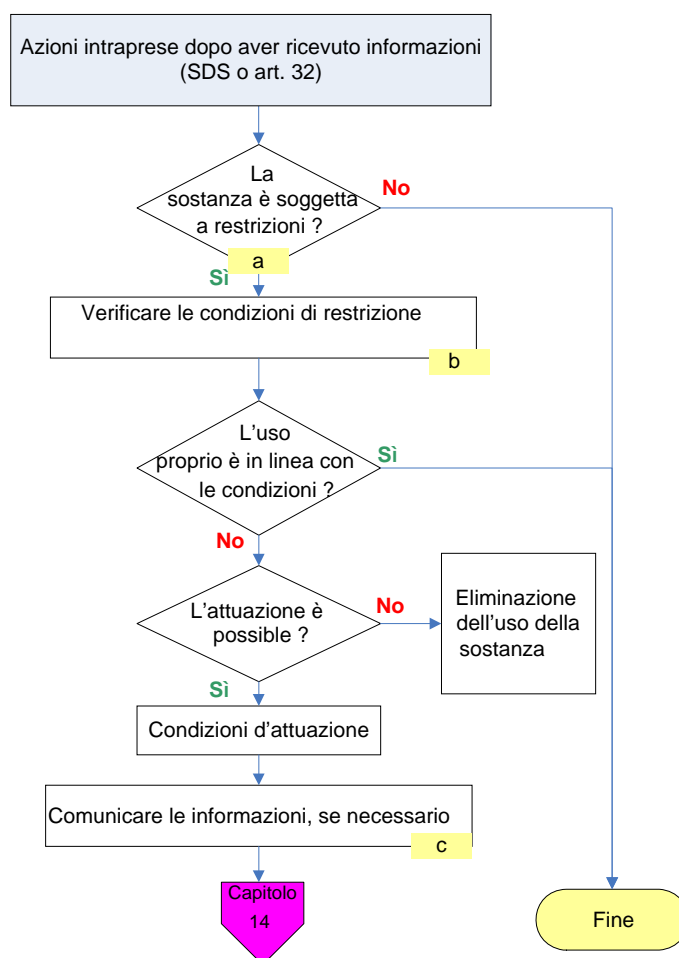 Azioni intraprese dopo aver ricevuto informazioni
(SDS o art. 32)
La
sostanza è soggetta
a restrizioni ?
No
a
Sì
Verificare le condizioni di restrizione
b
L'uso
proprio è in linea con
le condizioni ?
Sì
No
L'attuazione è
possible ?
No
Eliminazione
dell'uso della
sostanza
Sì
Condizioni d'attuazione
Comunicare le informazioni, se necessario
c
Capitolo
14
Fine